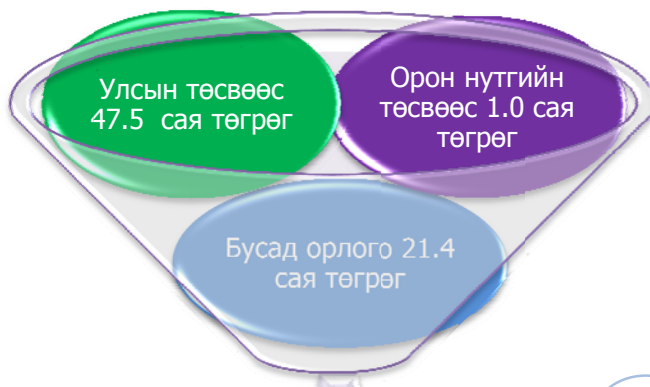 Улсын төсвөөс
47.5 сая төгрөг
Орон нутгийн
төсвөөс 1.0 сая
төгрөг
Бусад орлого 21.4
сая төгрөг